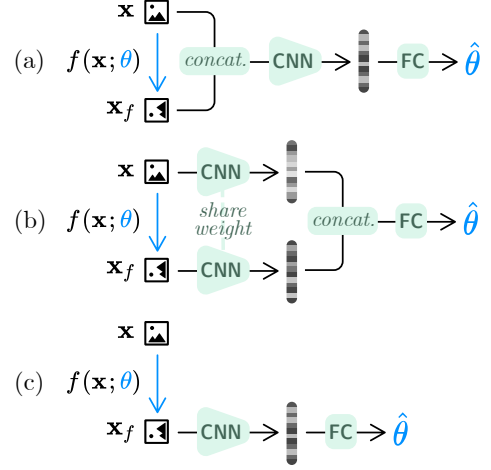 x
(a) f(x; θ) concat. CNN FC θ̂
x_f
x CNN
(b) f(x; θ) share weight concat. FC θ̂
x_f CNN
x
(c) f(x; θ)
x_f CNN FC θ̂